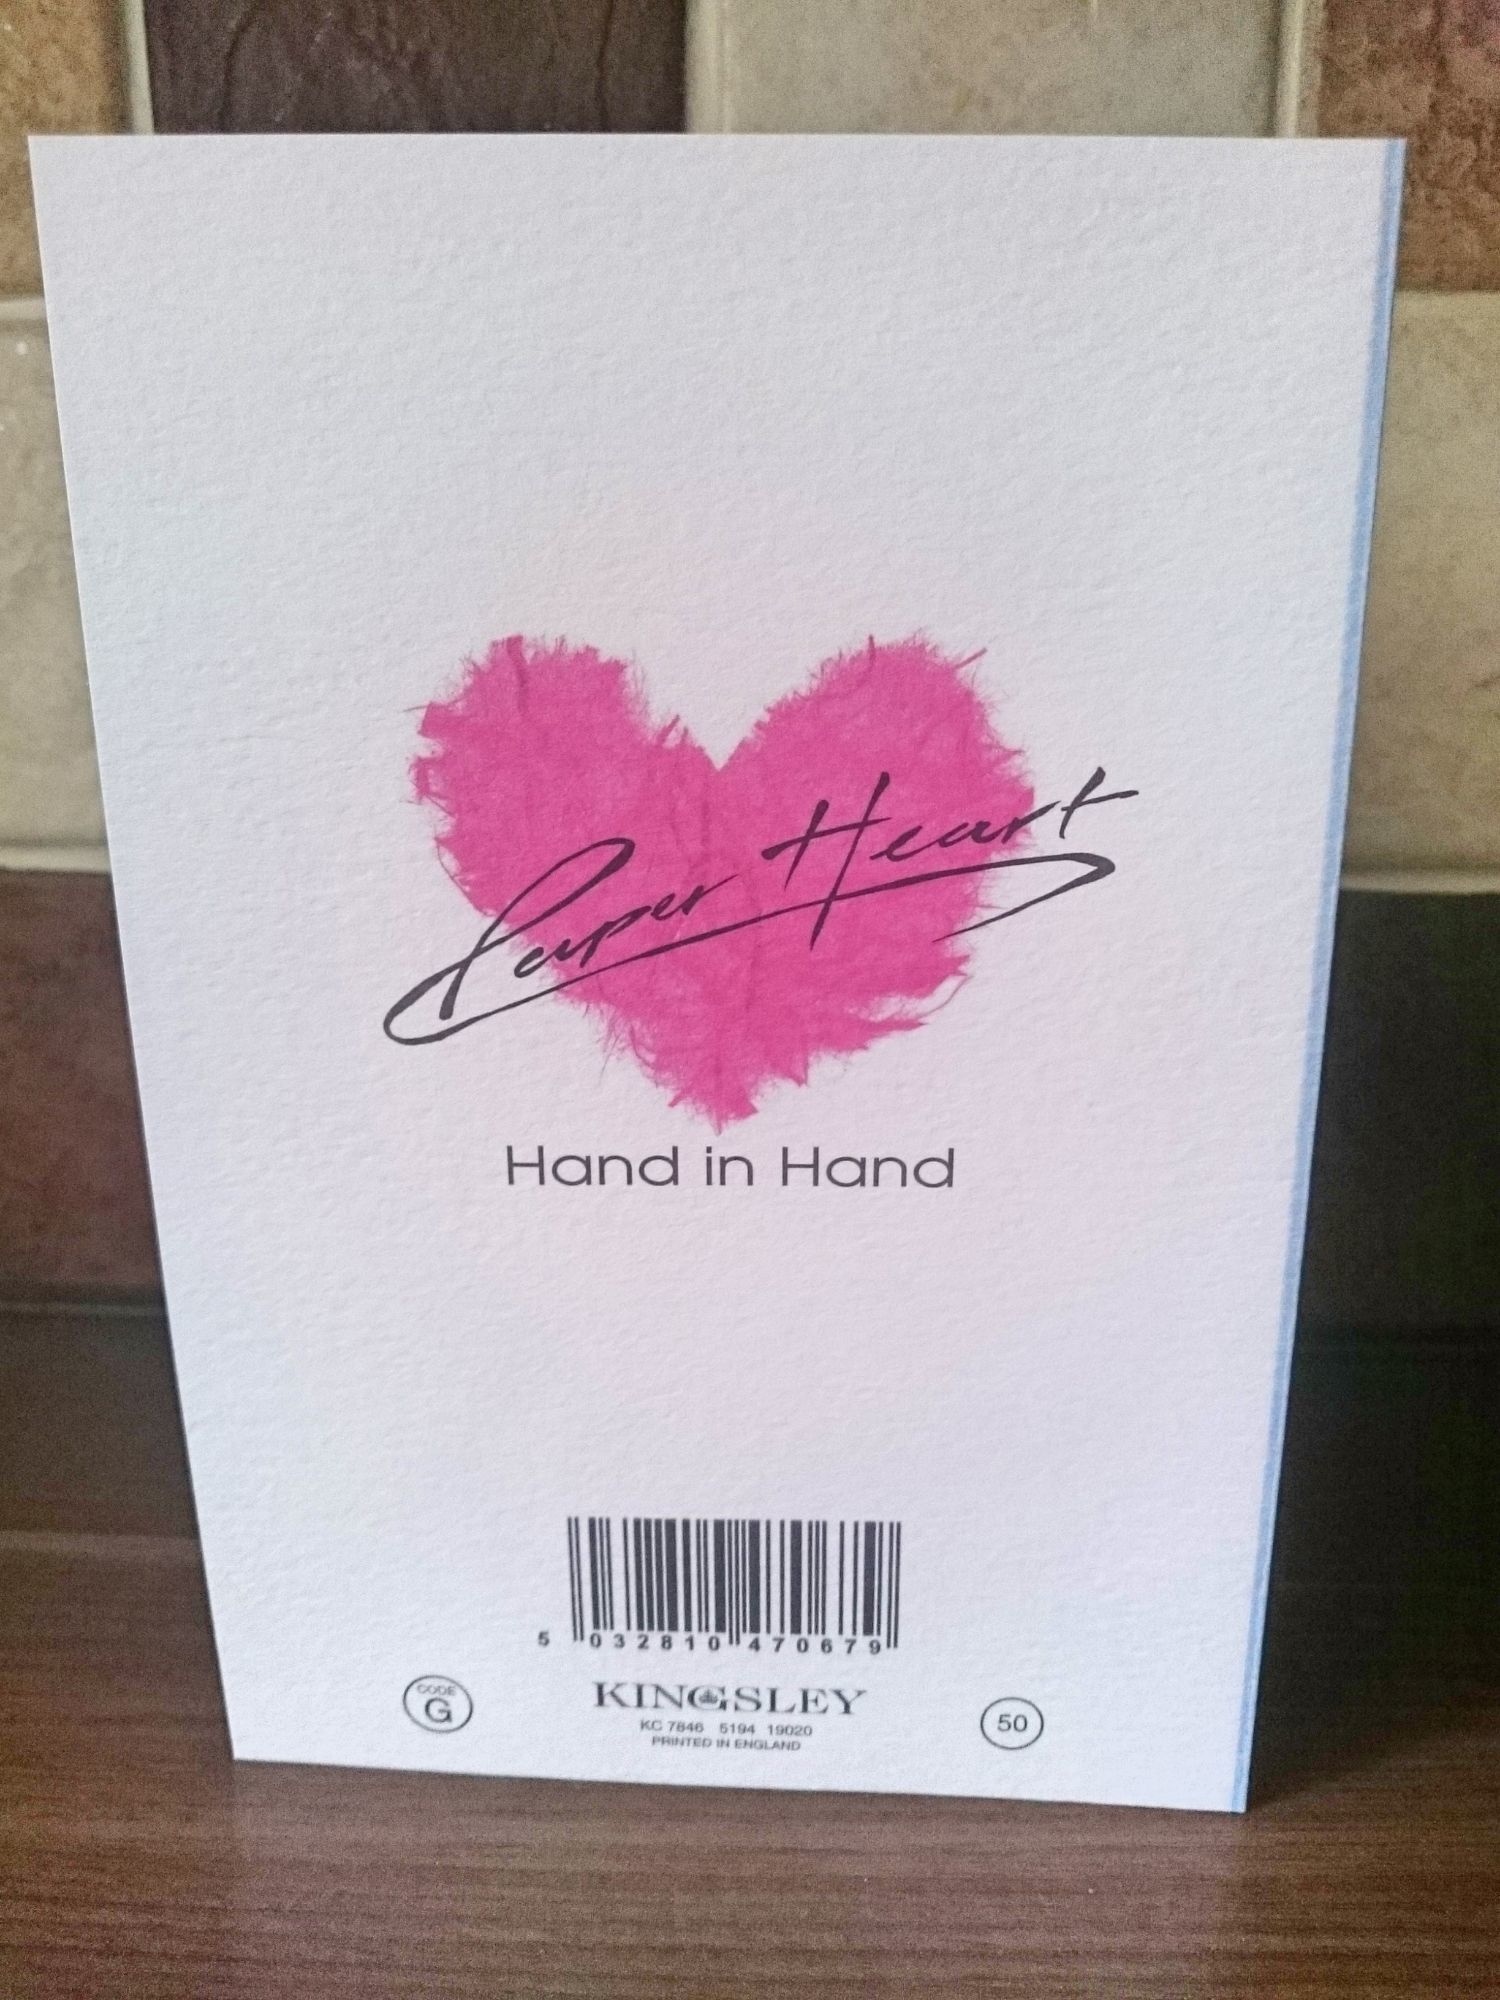 Paper Heart
Hand in Hand
5 032810 470679
CODE
G
KINGSLEY
KC 7846 5194 19020
PRINTED IN ENGLAND
50